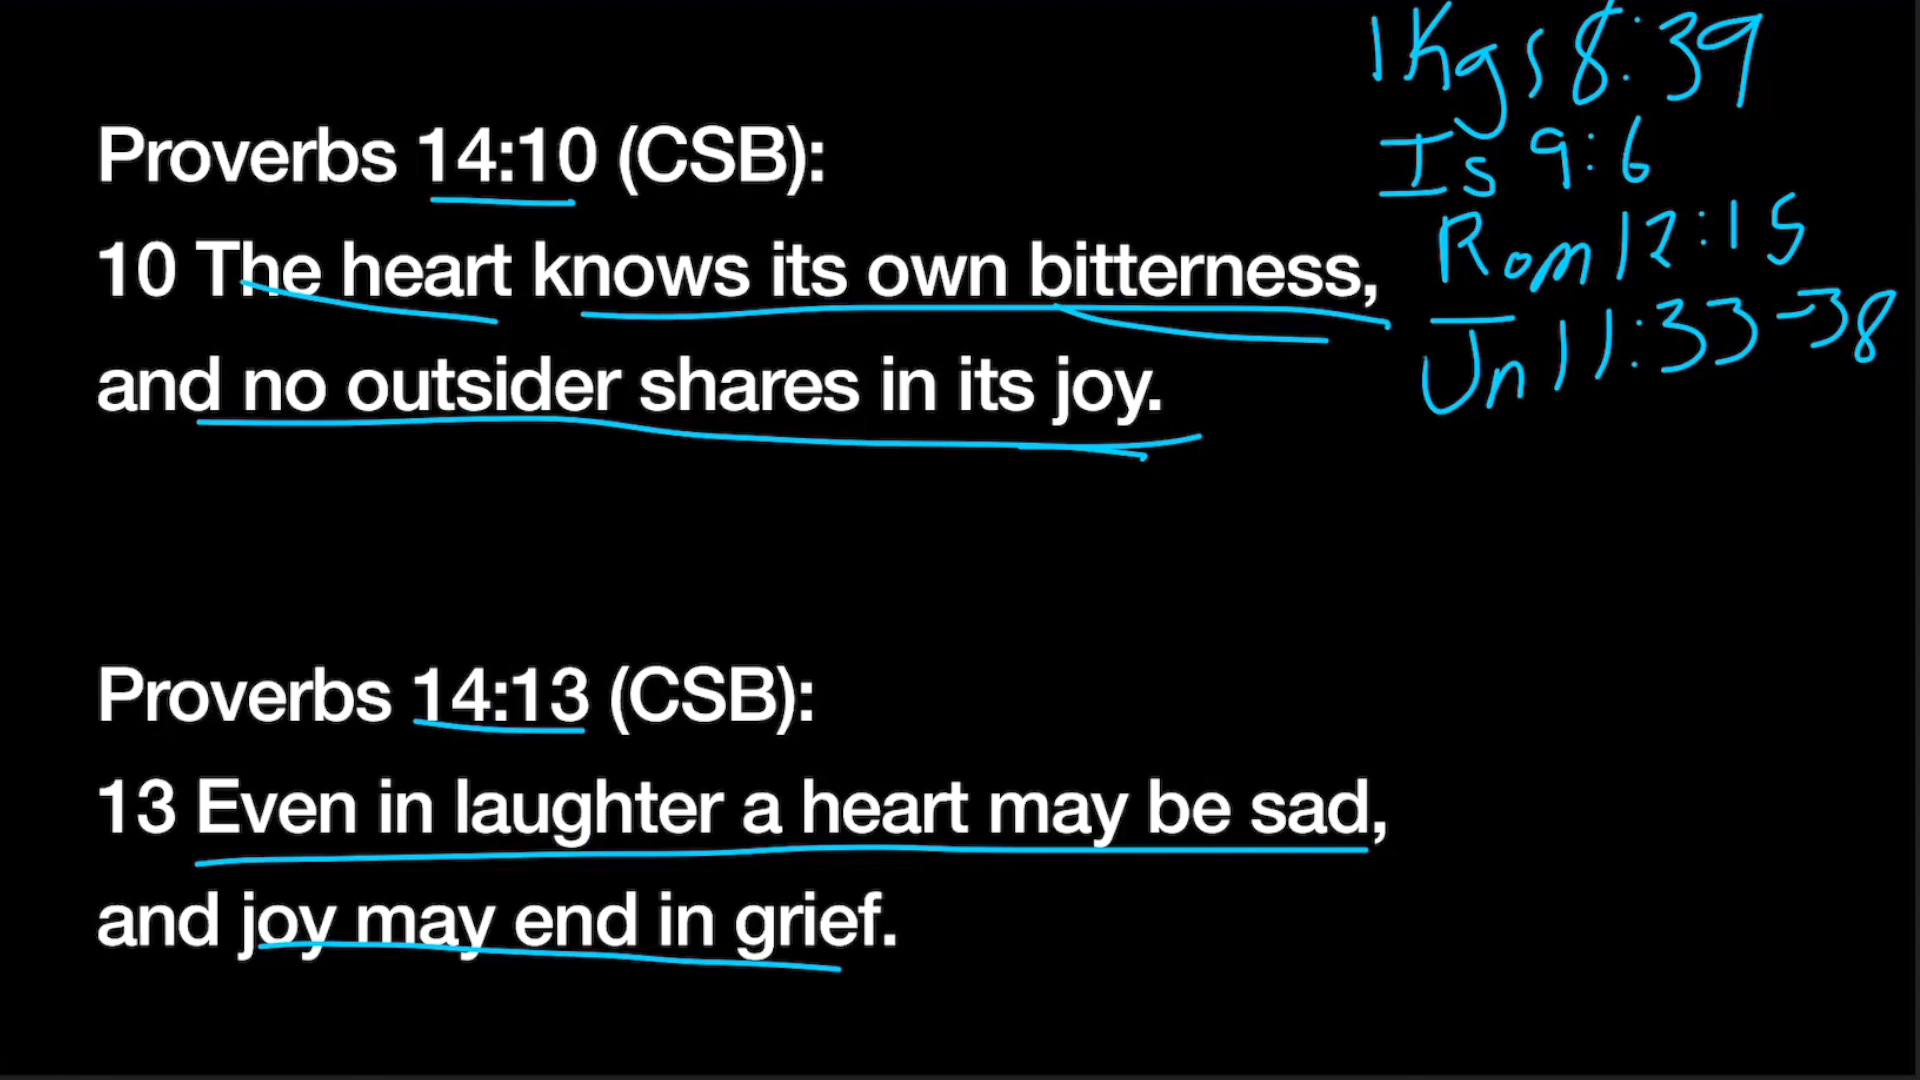 Proverbs 14:10 (CSB):
10 The heart knows its own bitterness,
and no outsider shares in its joy.
1Kgs 8:39
Is 9:6
Rom 12:15
Jn 11:33-38
Proverbs 14:13 (CSB):
13 Even in laughter a heart may be sad,
and joy may end in grief.